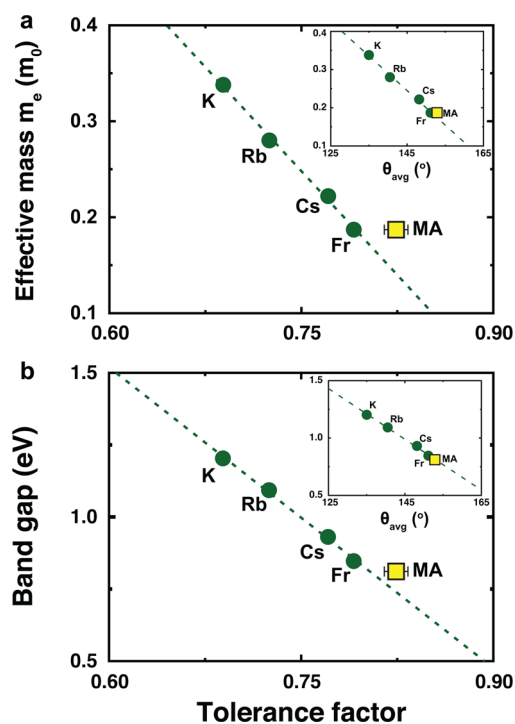 a
Effective mass mₑ (m₀)
0.4
0.3
0.2
0.1
0.60
0.75
0.90
K
Rb
Cs
Fr
MA
0.4
0.3
0.2
0.1
125
145
165
K
Rb
Cs
Fr
MA
θavg (º)
b
Band gap (eV)
1.5
1.0
0.5
0.60
0.75
0.90
K
Rb
Cs
Fr
MA
1.5
1.0
0.5
125
145
165
K
Rb
Cs
Fr
MA
θavg (º)
Tolerance factor